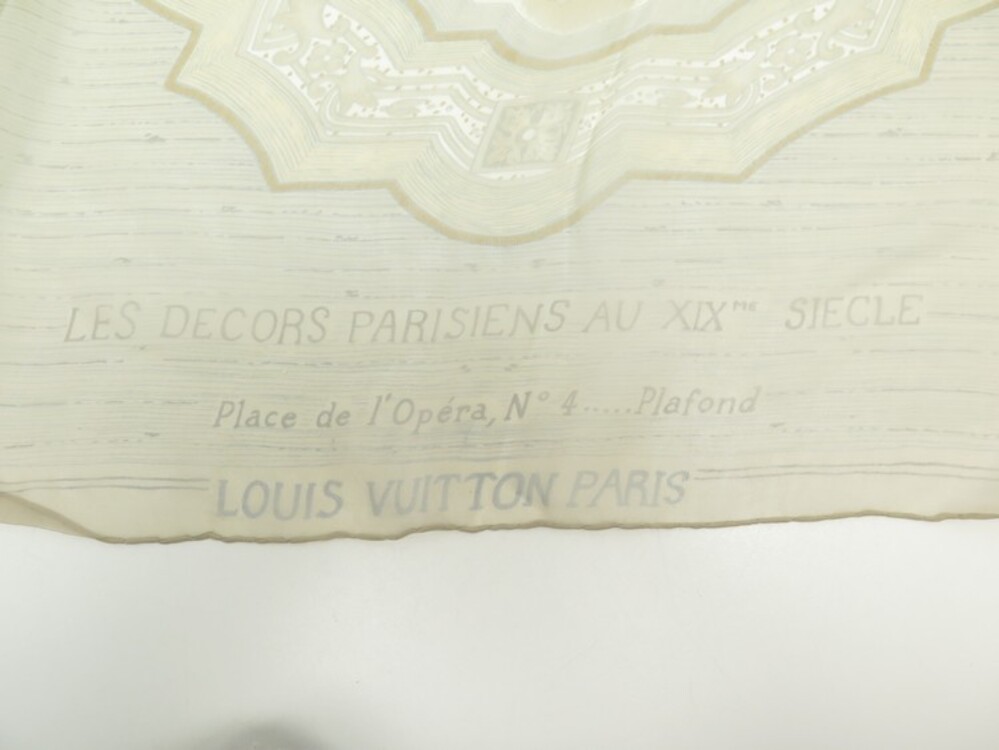 LES DECORS PARISIENS AU XIXME SIECLE
Place de l'Opéra, N° 4.....Plafond
LOUIS VUITTON PARIS